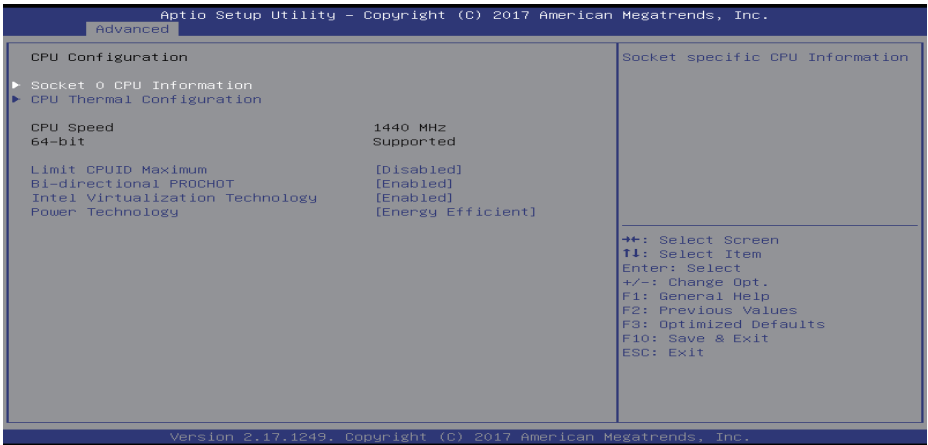 Aptio Setup Utility – Copyright (C) 2017 American Megatrends, Inc.
Advanced
CPU Configuration
Socket 0 CPU Information
CPU Thermal Configuration
CPU Speed 1440 MHz
64-bit Supported
Limit CPUID Maximum [Disabled]
Bi-directional PROCHOT [Enabled]
Intel Virtualization Technology [Enabled]
Power Technology [Energy Efficient]
Socket specific CPU Information
→←: Select Screen
↑↓: Select Item
Enter: Select
+/-: Change Opt.
F1: General Help
F2: Previous Values
F3: Optimized Defaults
F10: Save & Exit
ESC: Exit
Version 2.17.1249. Copyright (C) 2017 American Megatrends, Inc.